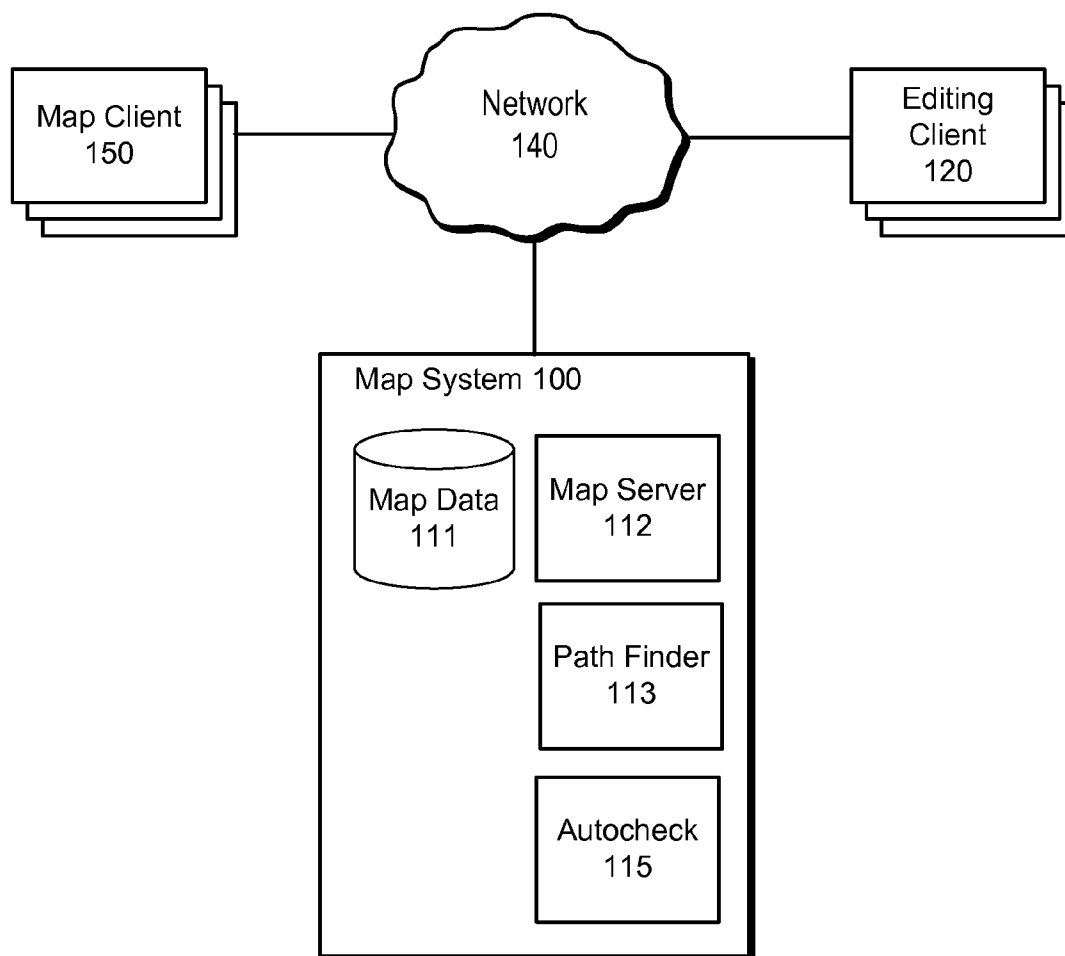 Map Client
150
Network
140
Editing
Client
120
Map System 100
Map Data
111
Map Server
112
Path Finder
113
Autocheck
115